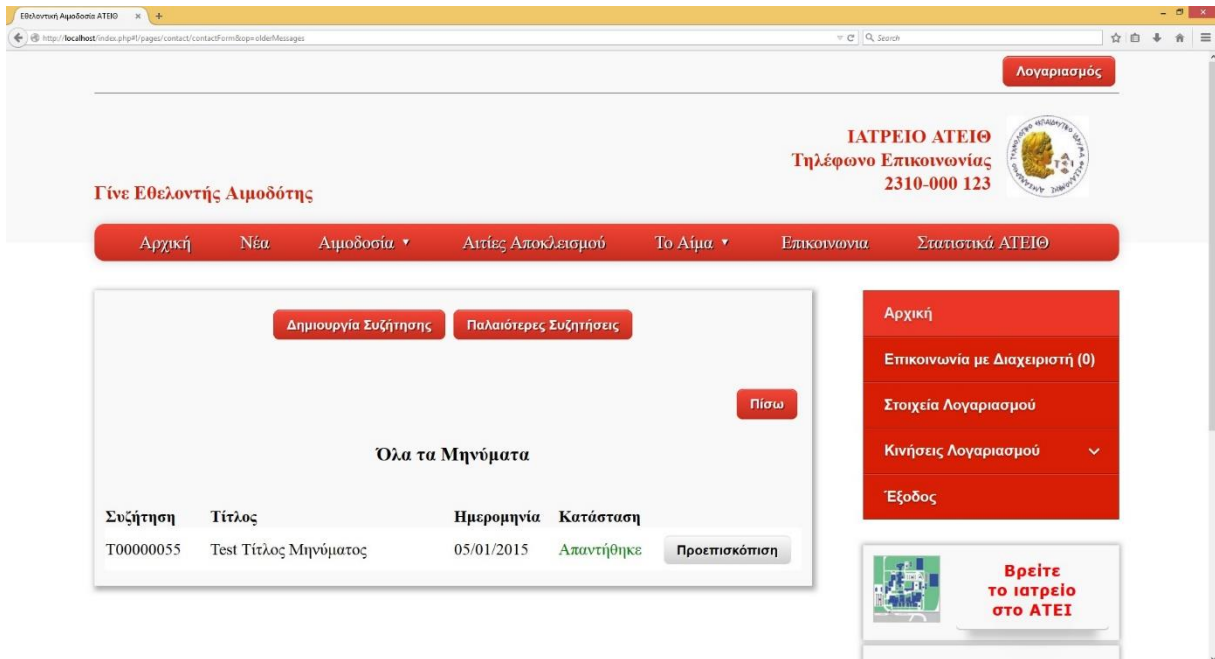 Εθελοντική Αιμοδοσία ΑΤΕΙΘ
http://localhost/index.php#!/pages/contact/contactForm&op=olderMessages
Search
Λογαριασμός
ΙΑΤΡΕΙΟ ΑΤΕΙΘ
Τηλέφωνο Επικοινωνίας
2310-000 123
Γίνε Εθελοντής Αιμοδότης
Αρχική Νέα Αιμοδοσία Αιτίες Αποκλεισμού Το Αίμα Επικοινωνια Στατιστικά ΑΤΕΙΘ
Δημιουργία Συζήτησης Παλαιότερες Συζητήσεις
Πίσω
Όλα τα Μηνύματα
Συζήτηση Τίτλος Ημερομηνία Κατάσταση
T00000055 Test Τίτλος Μηνύματος 05/01/2015 Απαντήθηκε Προεπισκόπιση
Αρχική
Επικοινωνία με Διαχειριστή (0)
Στοιχεία Λογαριασμού
Κινήσεις Λογαριασμού
Έξοδος
Βρείτε
το ιατρείο
στο ΑΤΕΙ